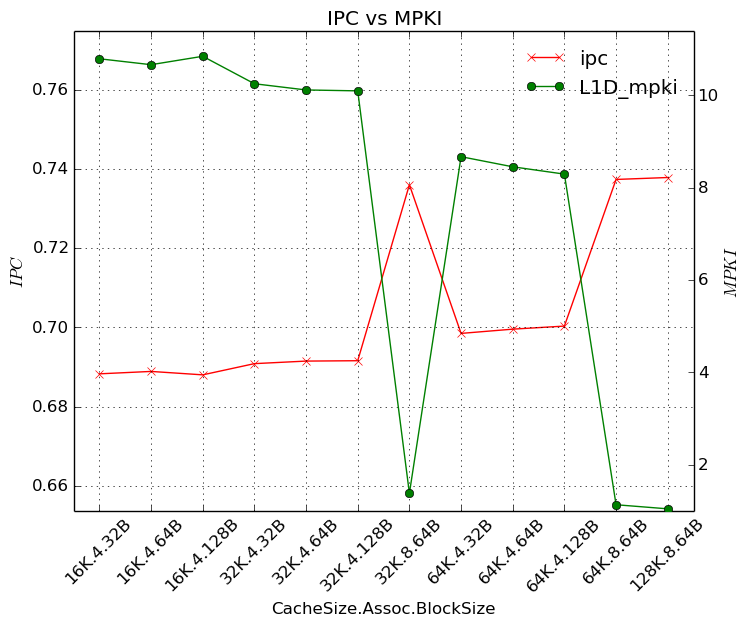 IPC vs MPKI
ipc
L1D_mpki
0.76
0.74
0.72
0.70
0.68
0.66
IPC
10
8
6
4
2
MPKI
16K.4.32B
16K.4.64B
16K.4.128B
32K.4.32B
32K.4.64B
32K.4.128B
32K.8.64B
64K.4.32B
64K.4.64B
64K.4.128B
64K.8.64B
128K.8.64B
CacheSize.Assoc.BlockSize